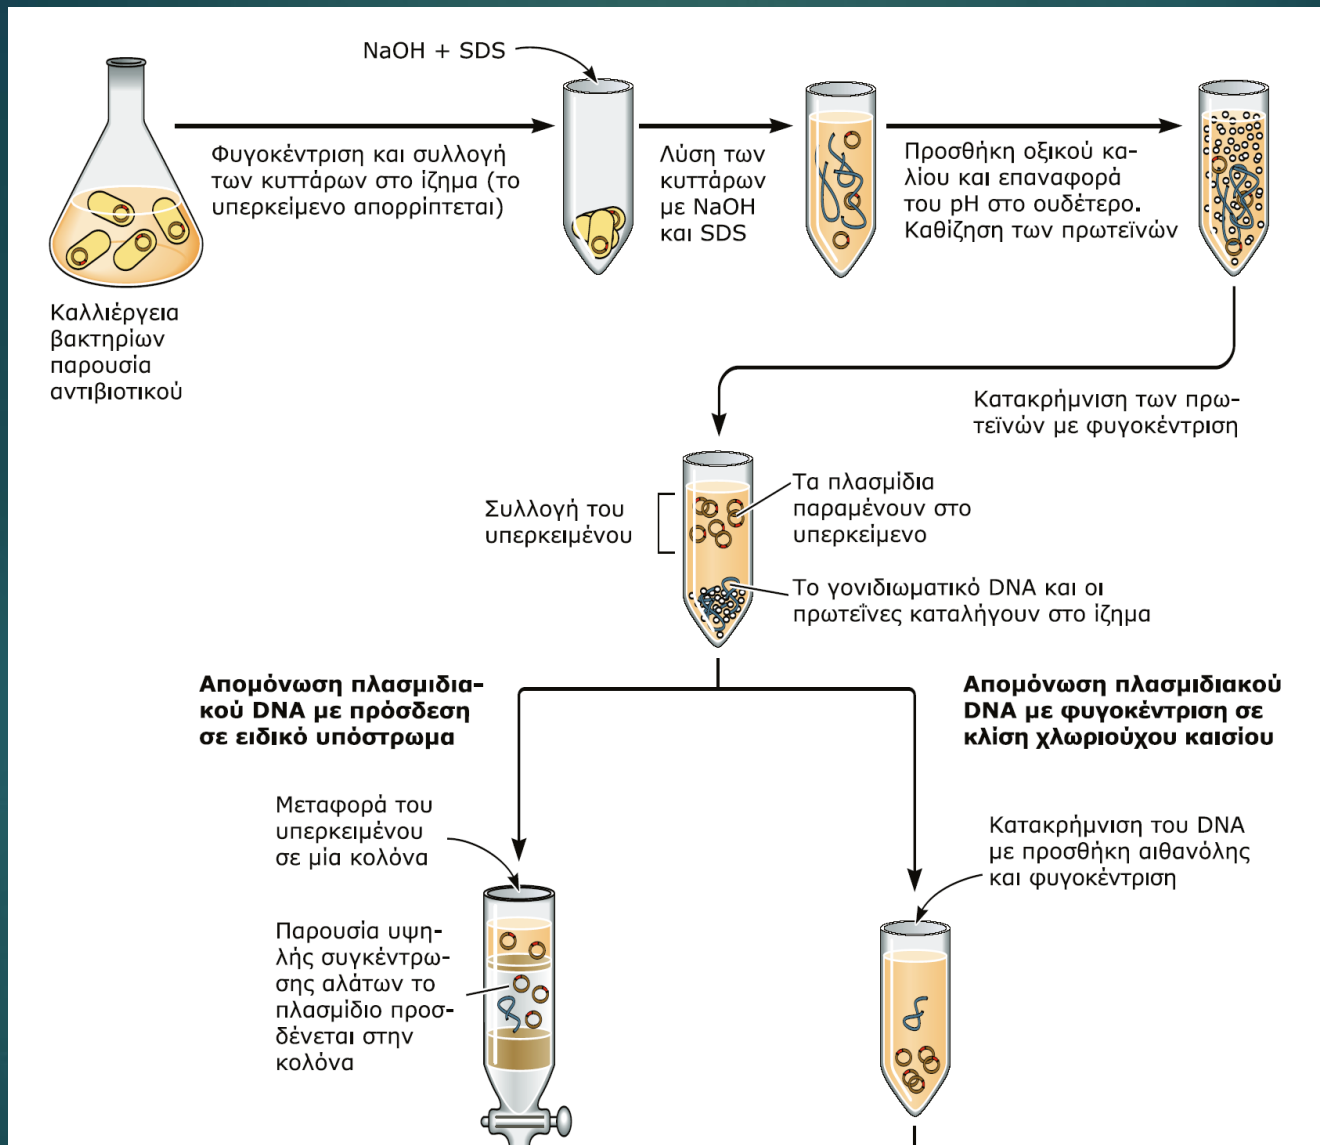 NaOH + SDS
Φυγοκέντριση και συλλογή
των κυττάρων στο ίζημα (το
υπερκείμενο απορρίπτεται)
Λύση των
κυττάρων
με NaOH
και SDS
Προσθήκη οξικού κα-
λίου και επαναφορά
του pH στο ουδέτερο.
Καθίζηση των πρωτεϊνών
Καλλιέργεια
βακτηρίων
παρουσία
αντιβιοτικού
Κατακρήμνιση των πρω-
τεϊνών με φυγοκέντριση
Συλλογή του
υπερκειμένου
Τα πλασμίδια
παραμένουν στο
υπερκείμενο
Το γονιδιωματικό DNA και οι
πρωτεΐνες καταλήγουν στο ίζημα
Απομόνωση πλασμιδια-
κού DNA με πρόσδεση
σε ειδικό υπόστρωμα
Απομόνωση πλασμιδιακού
DNA με φυγοκέντριση σε
κλίση χλωριούχου καισίου
Μεταφορά του
υπερκειμένου
σε μία κολόνα
Παρουσία υψη-
λής συγκέντρω-
σης αλάτων το
πλασμίδιο προσ-
δένεται στην
κολόνα
Κατακρήμνιση του DNA
με προσθήκη αιθανόλης
και φυγοκέντριση